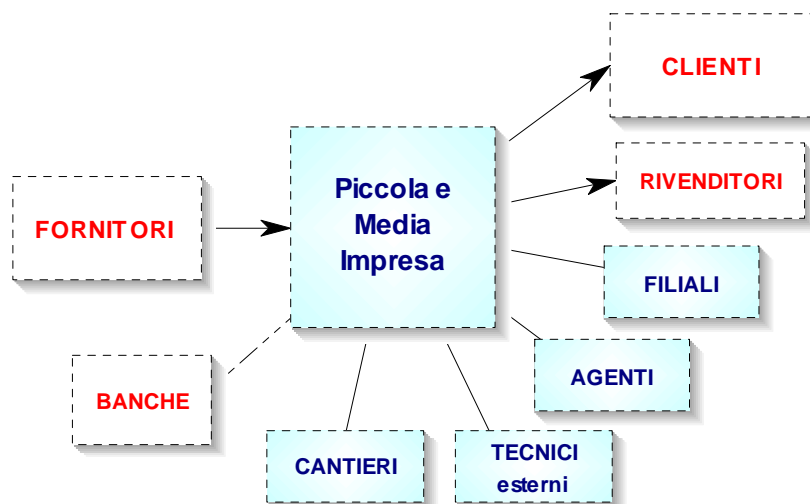 CLIENTI
Piccola e
Media
Impresa
RIVENDITORI
FORNITORI
FILIALI
AGENTI
BANCHE
CANTIERI
TECNICI
esterni